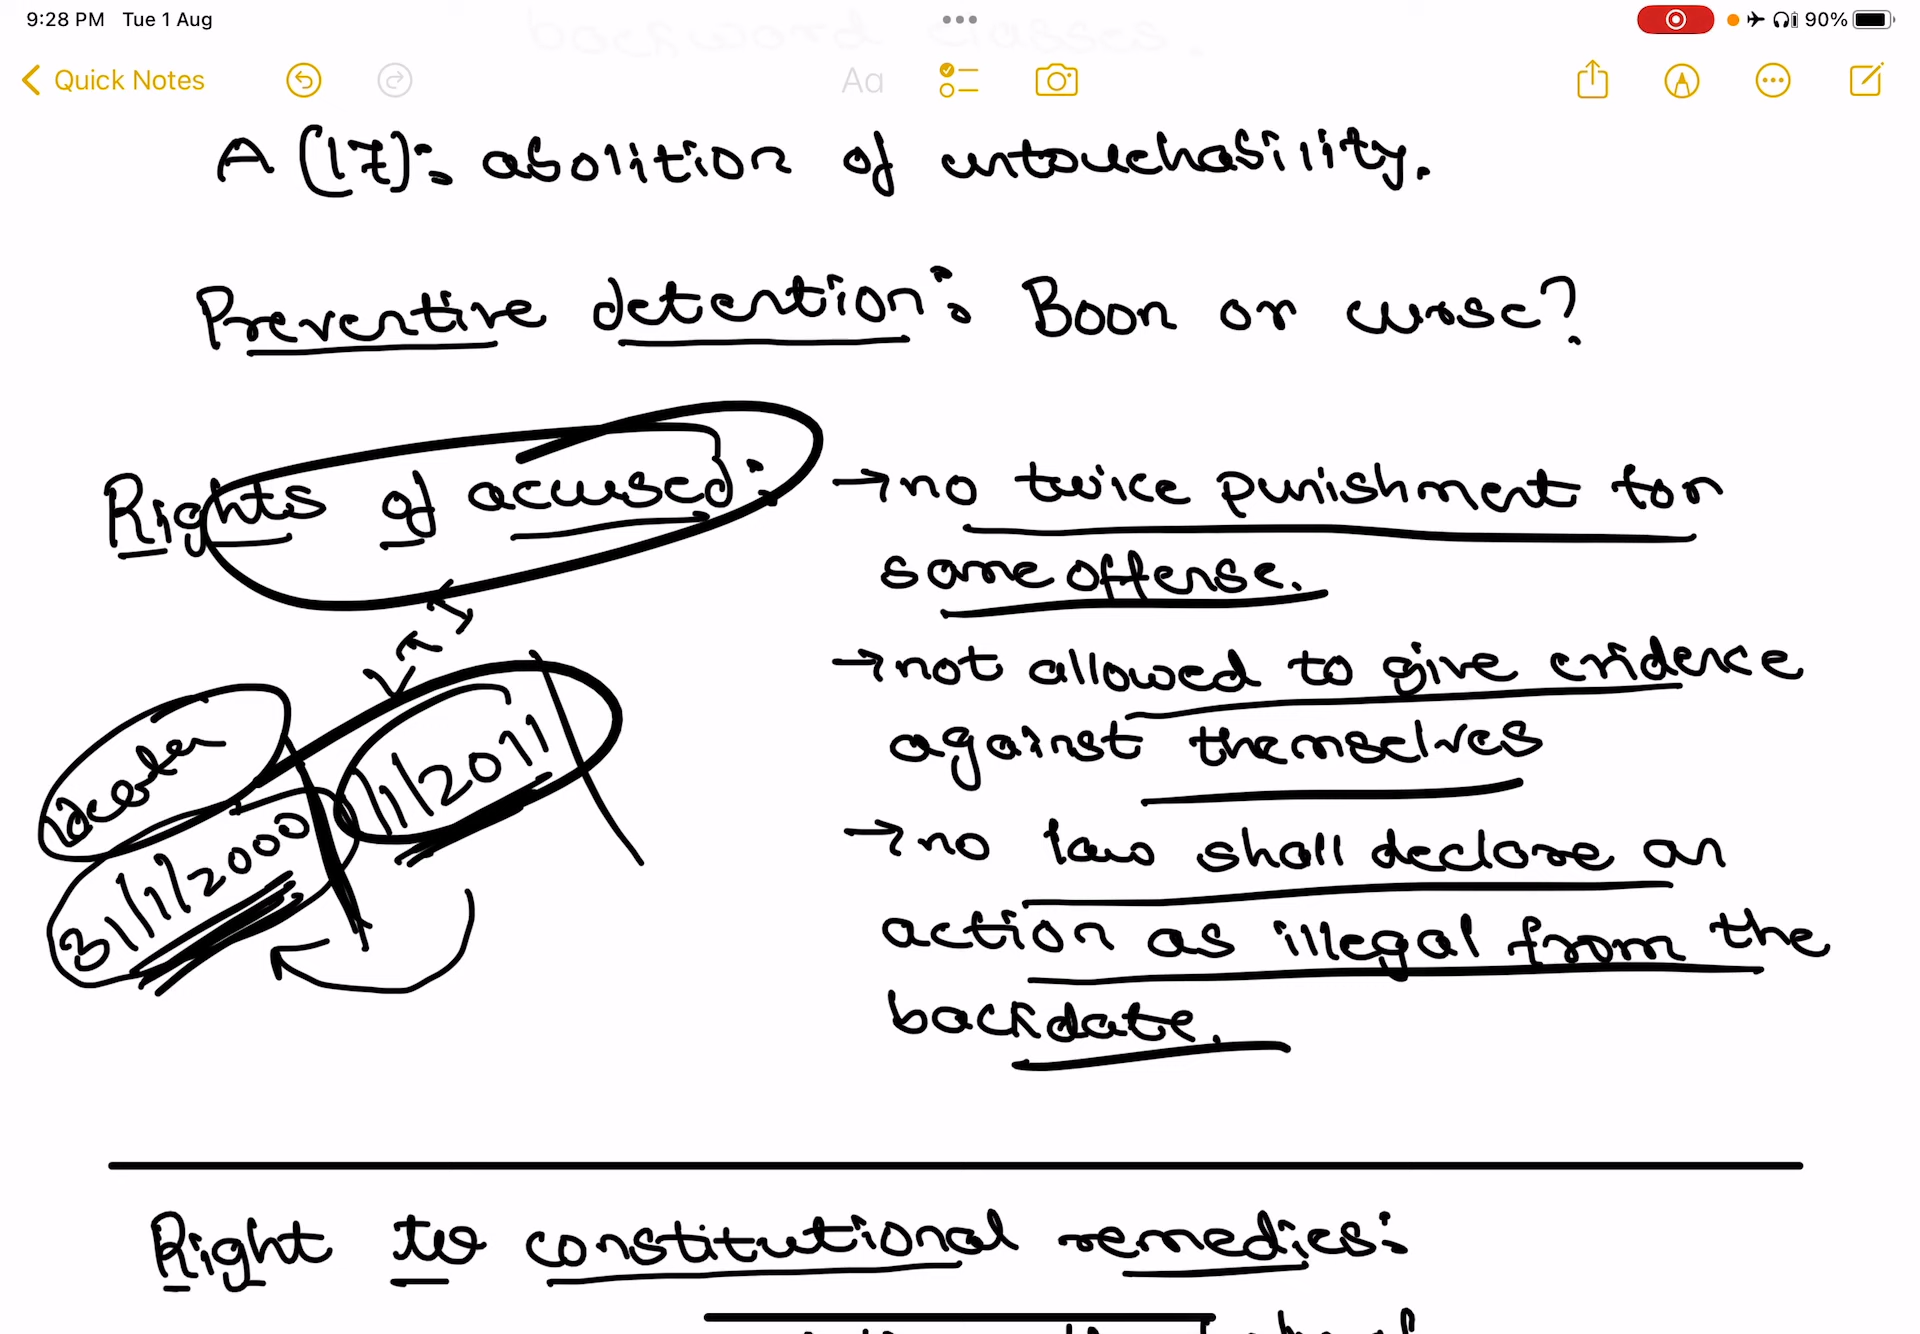 9:28 PM Tue 1 Aug
90%
backword classes.
Quick Notes
Aa
A (17): abolition of untouchability.
Preventive detention: Boon or curse?
Rights of accused:
→ no twice punishment for
same offense.
→ not allowed to give evidence
against themselves
→ no law shall declare an
action as illegal from the
backdate.
1/1/2011
31/1/2000
Right to constitutional remedies: